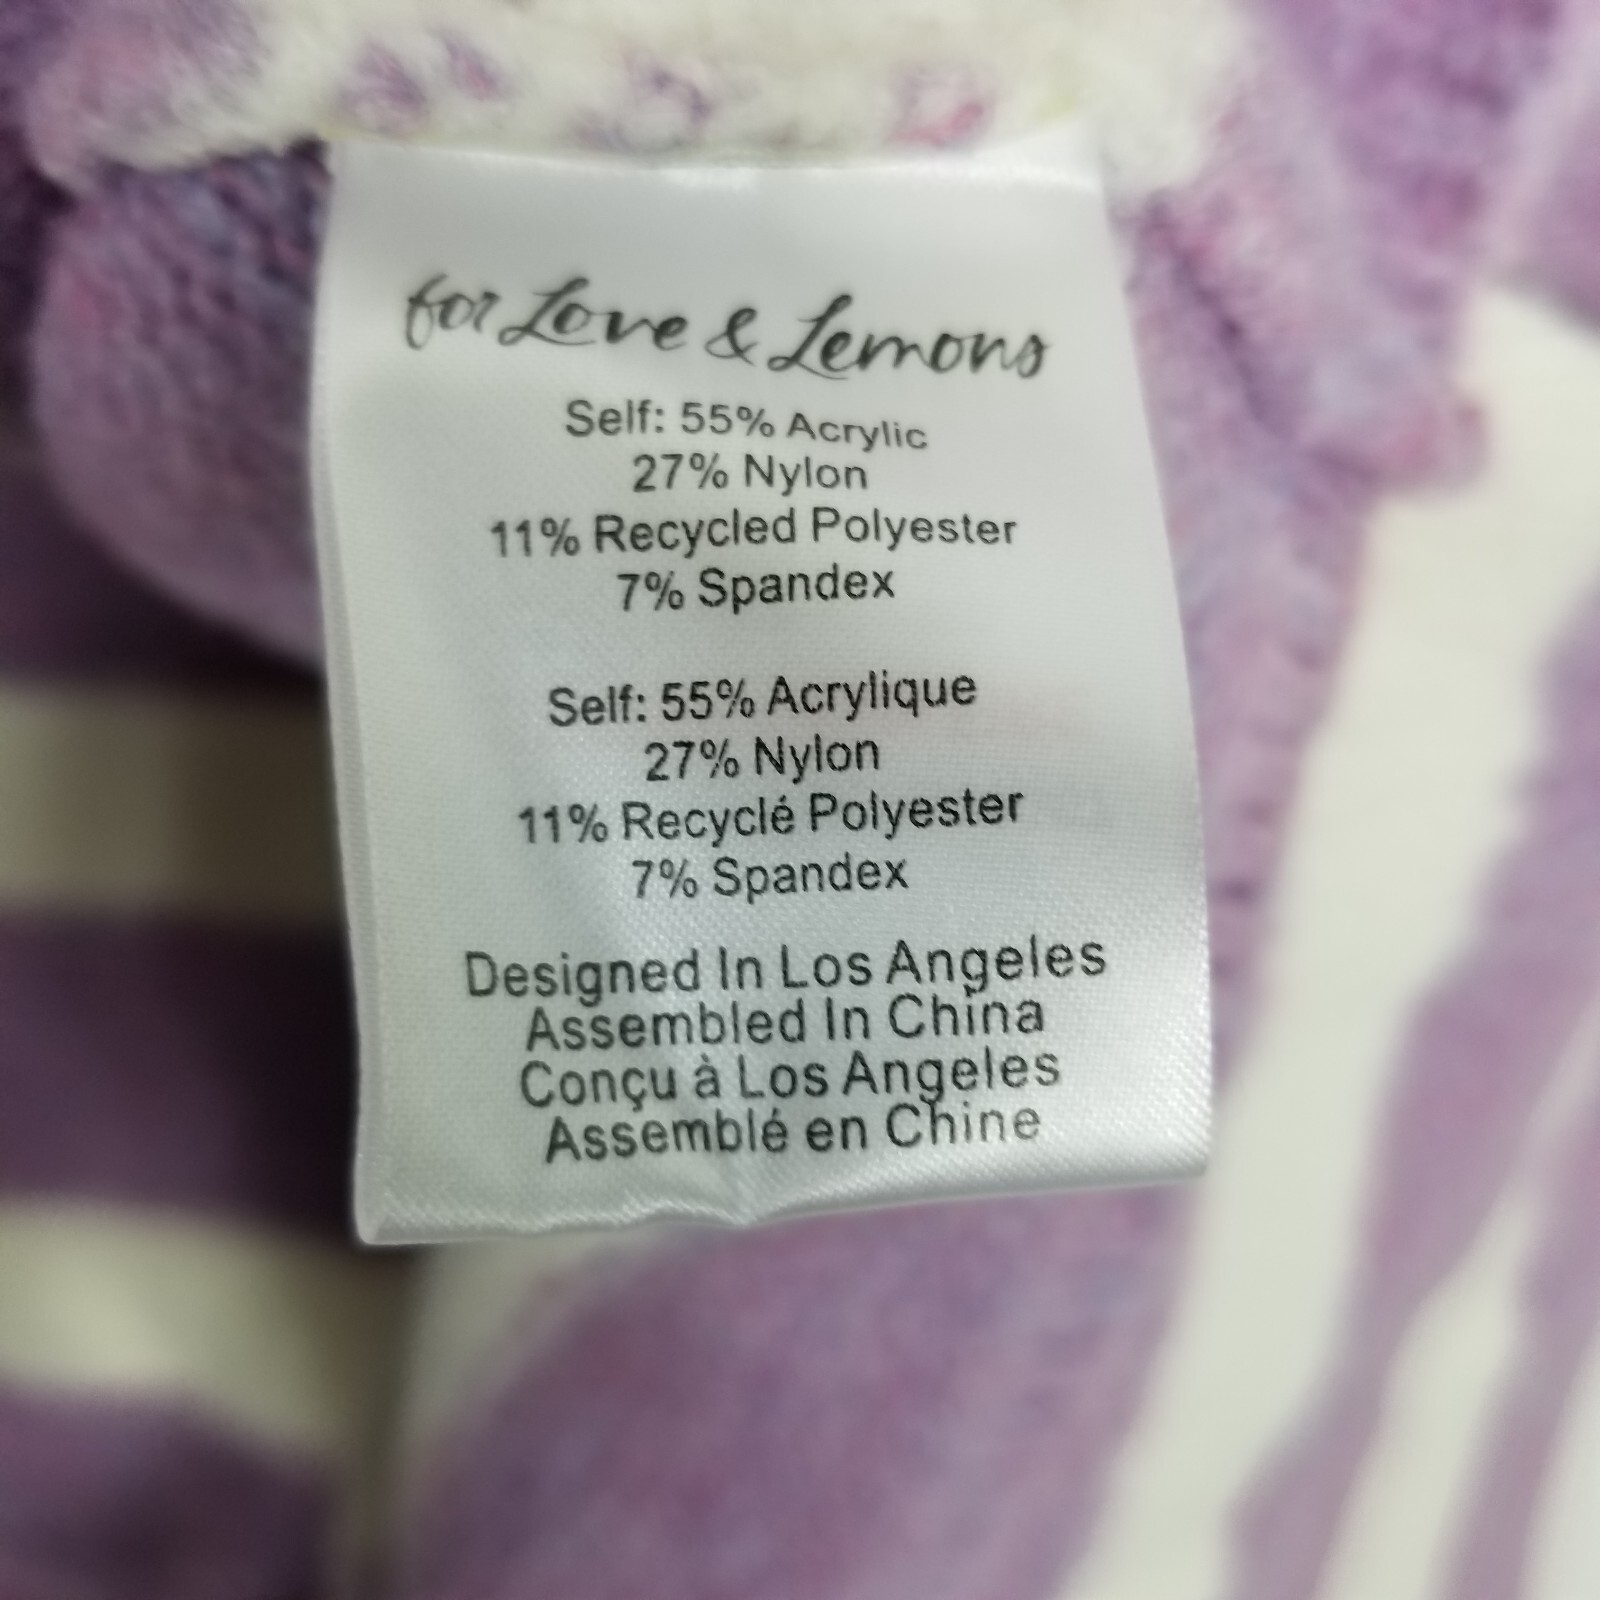 for Love & Lemons
Self: 55% Acrylic
27% Nylon
11% Recycled Polyester
7% Spandex
Self: 55% Acrylique
27% Nylon
11% Recyclé Polyester
7% Spandex
Designed In Los Angeles
Assembled In China
Conçu à Los Angeles
Assemblé en Chine